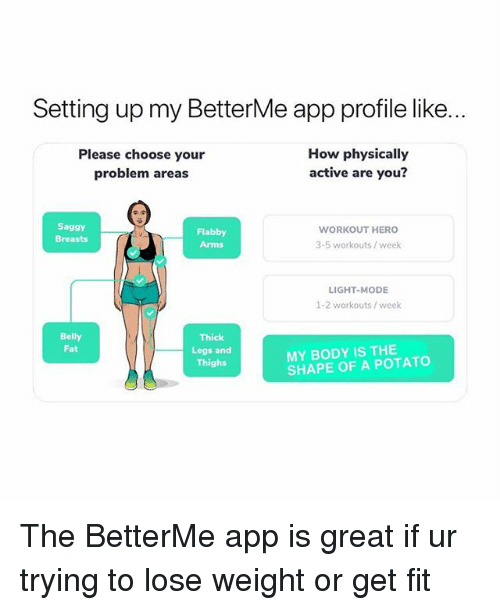 Setting up my BetterMe app profile like...
Please choose your
problem areas
Saggy
Breasts
Flabby
Arms
Belly
Fat
Thick
Legs and
Thighs
How physically
active are you?
WORKOUT HERO
3-5 workouts / week
LIGHT-MODE
1-2 workouts / week
MY BODY IS THE
SHAPE OF A POTATO
The BetterMe app is great if ur
trying to lose weight or get fit